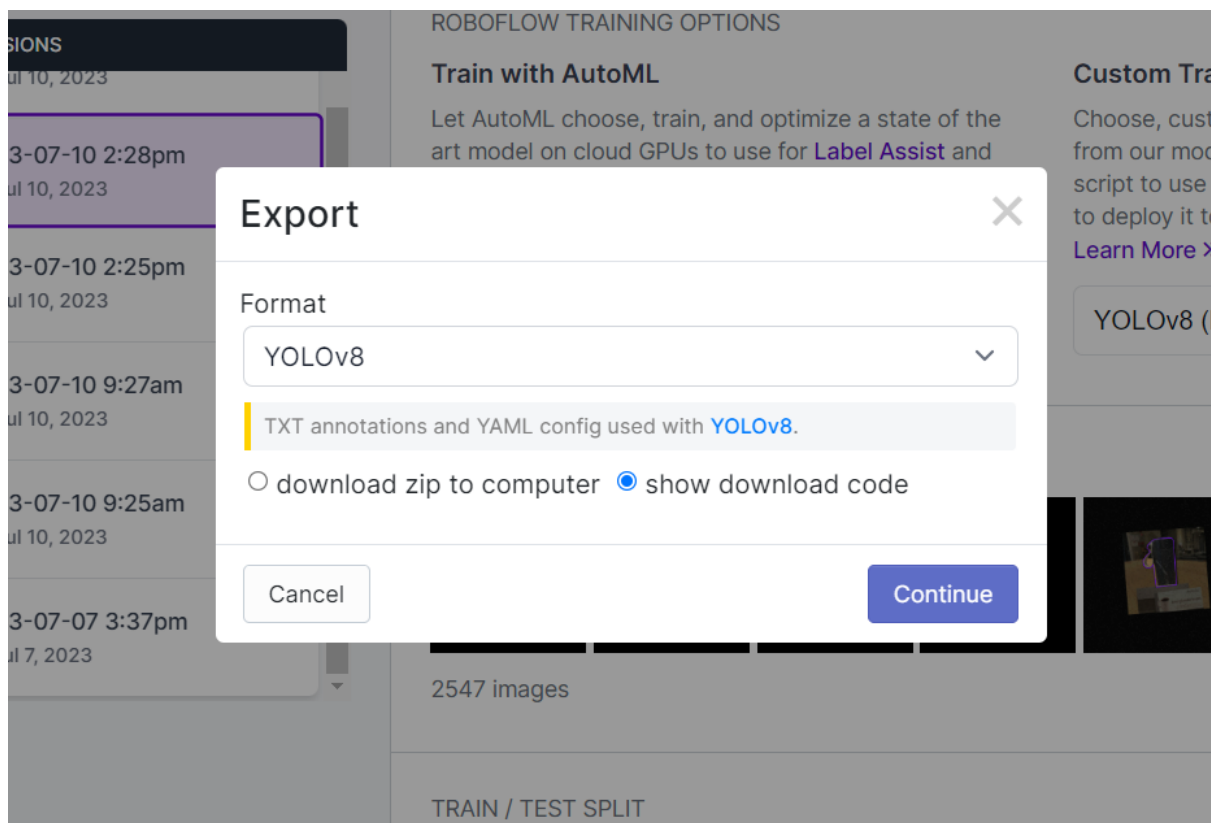 SIONS
ul 10, 2023
3-07-10 2:28pm
ul 10, 2023
3-07-10 2:25pm
ul 10, 2023
3-07-10 9:27am
ul 10, 2023
3-07-10 9:25am
ul 10, 2023
3-07-07 3:37pm
ul 7, 2023
ROBOFLOW TRAINING OPTIONS
Train with AutoML
Let AutoML choose, train, and optimize a state of the
art model on cloud GPUs to use for Label Assist and
Custom Tra
Choose, cust
from our mod
script to use
to deploy it to
Learn More
YOLOv8 (
Export
Format
YOLOv8
TXT annotations and YAML config used with YOLOv8.
download zip to computer show download code
Cancel Continue
2547 images
TRAIN / TEST SPLIT